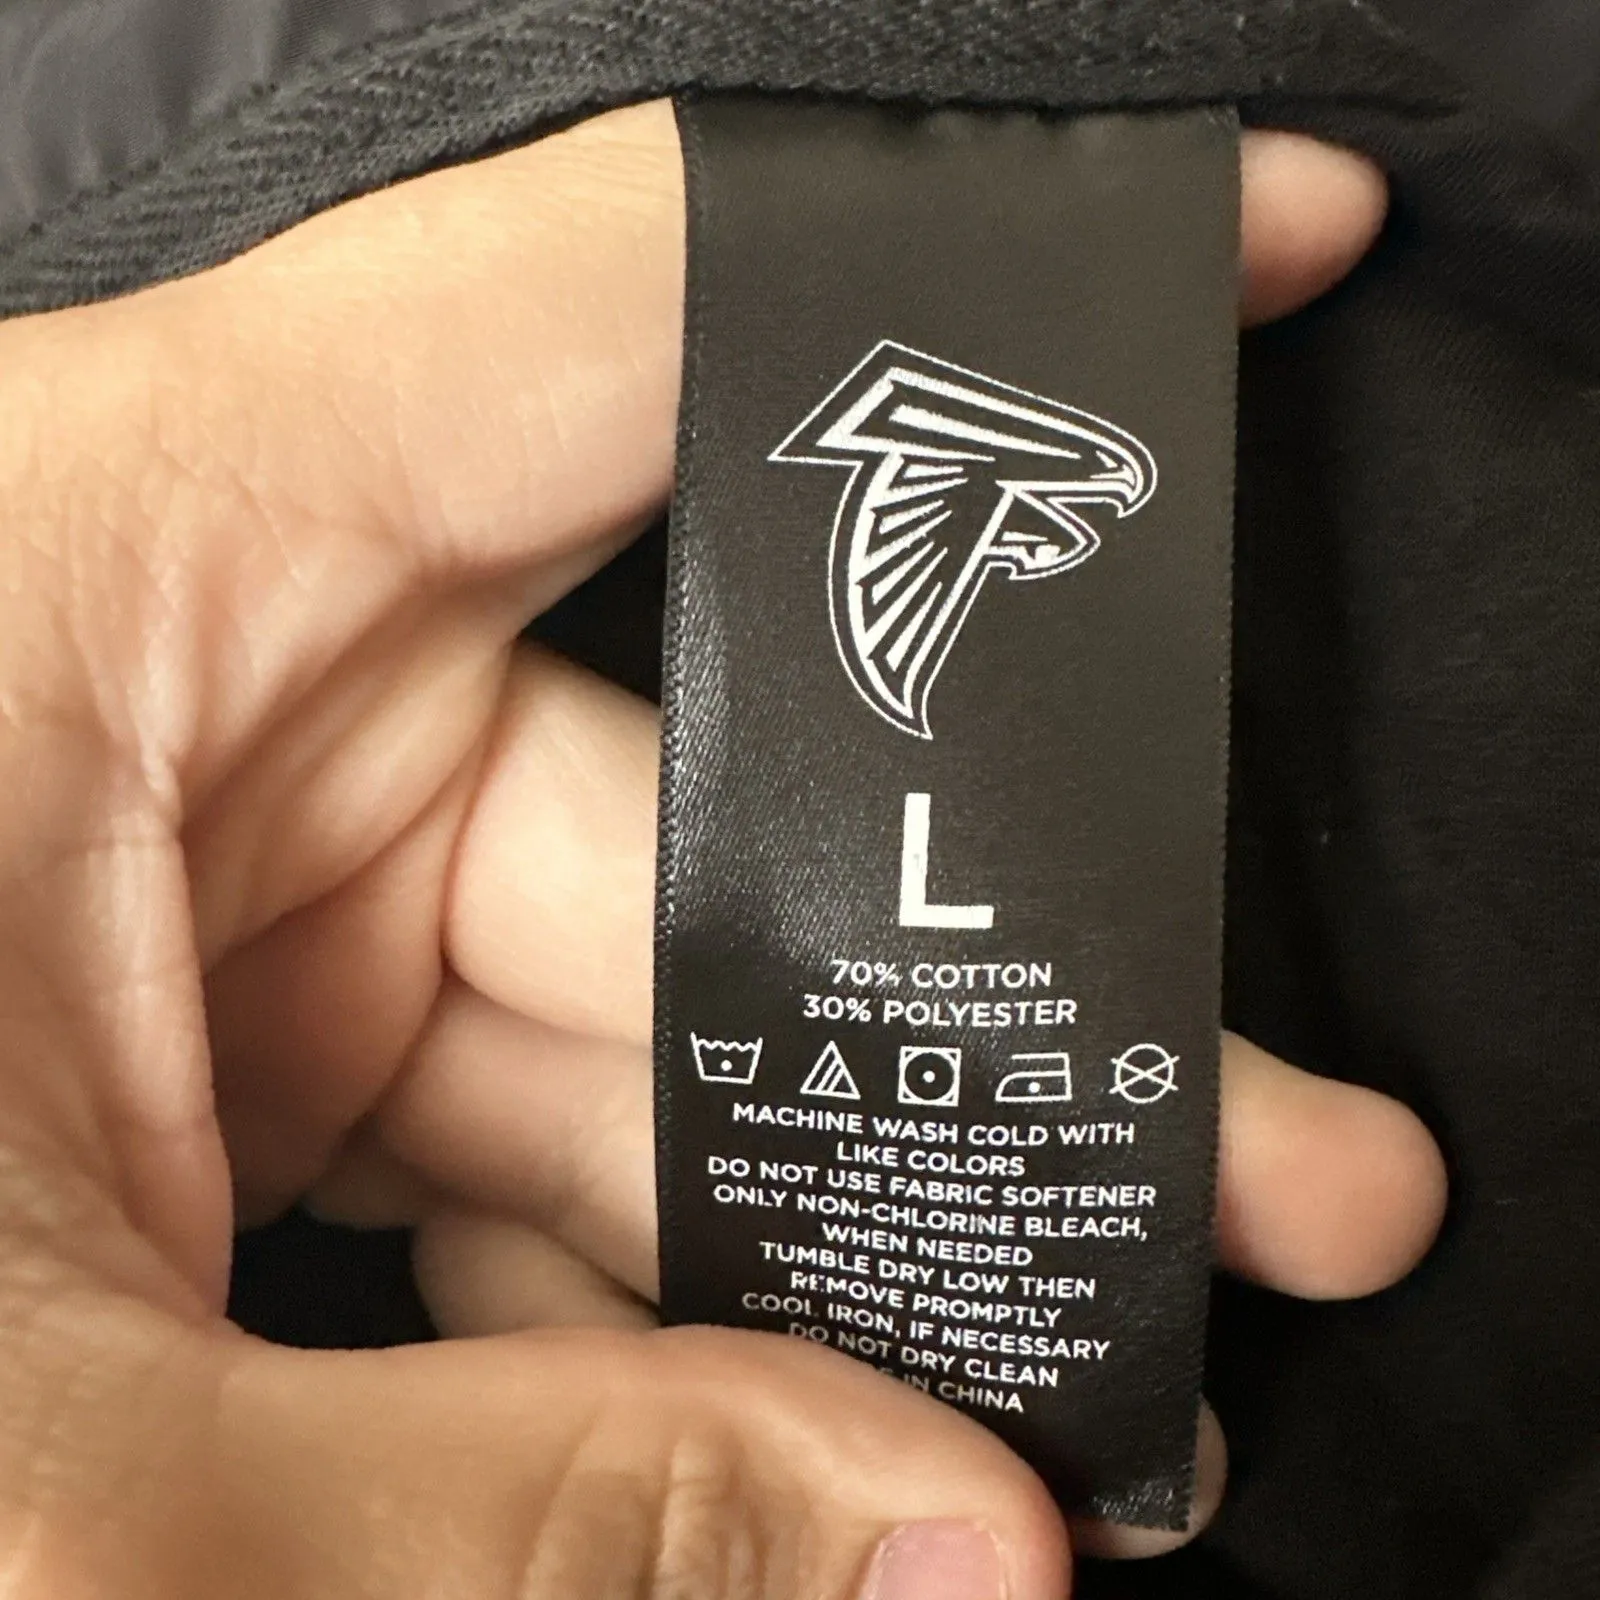 L
70% COTTON
30% POLYESTER
MACHINE WASH COLD WITH
LIKE COLORS
DO NOT USE FABRIC SOFTENER
ONLY NON-CHLORINE BLEACH,
WHEN NEEDED
TUMBLE DRY LOW THEN
REMOVE PROMPTLY
COOL IRON, IF NECESSARY
DO NOT DRY CLEAN
IN CHINA